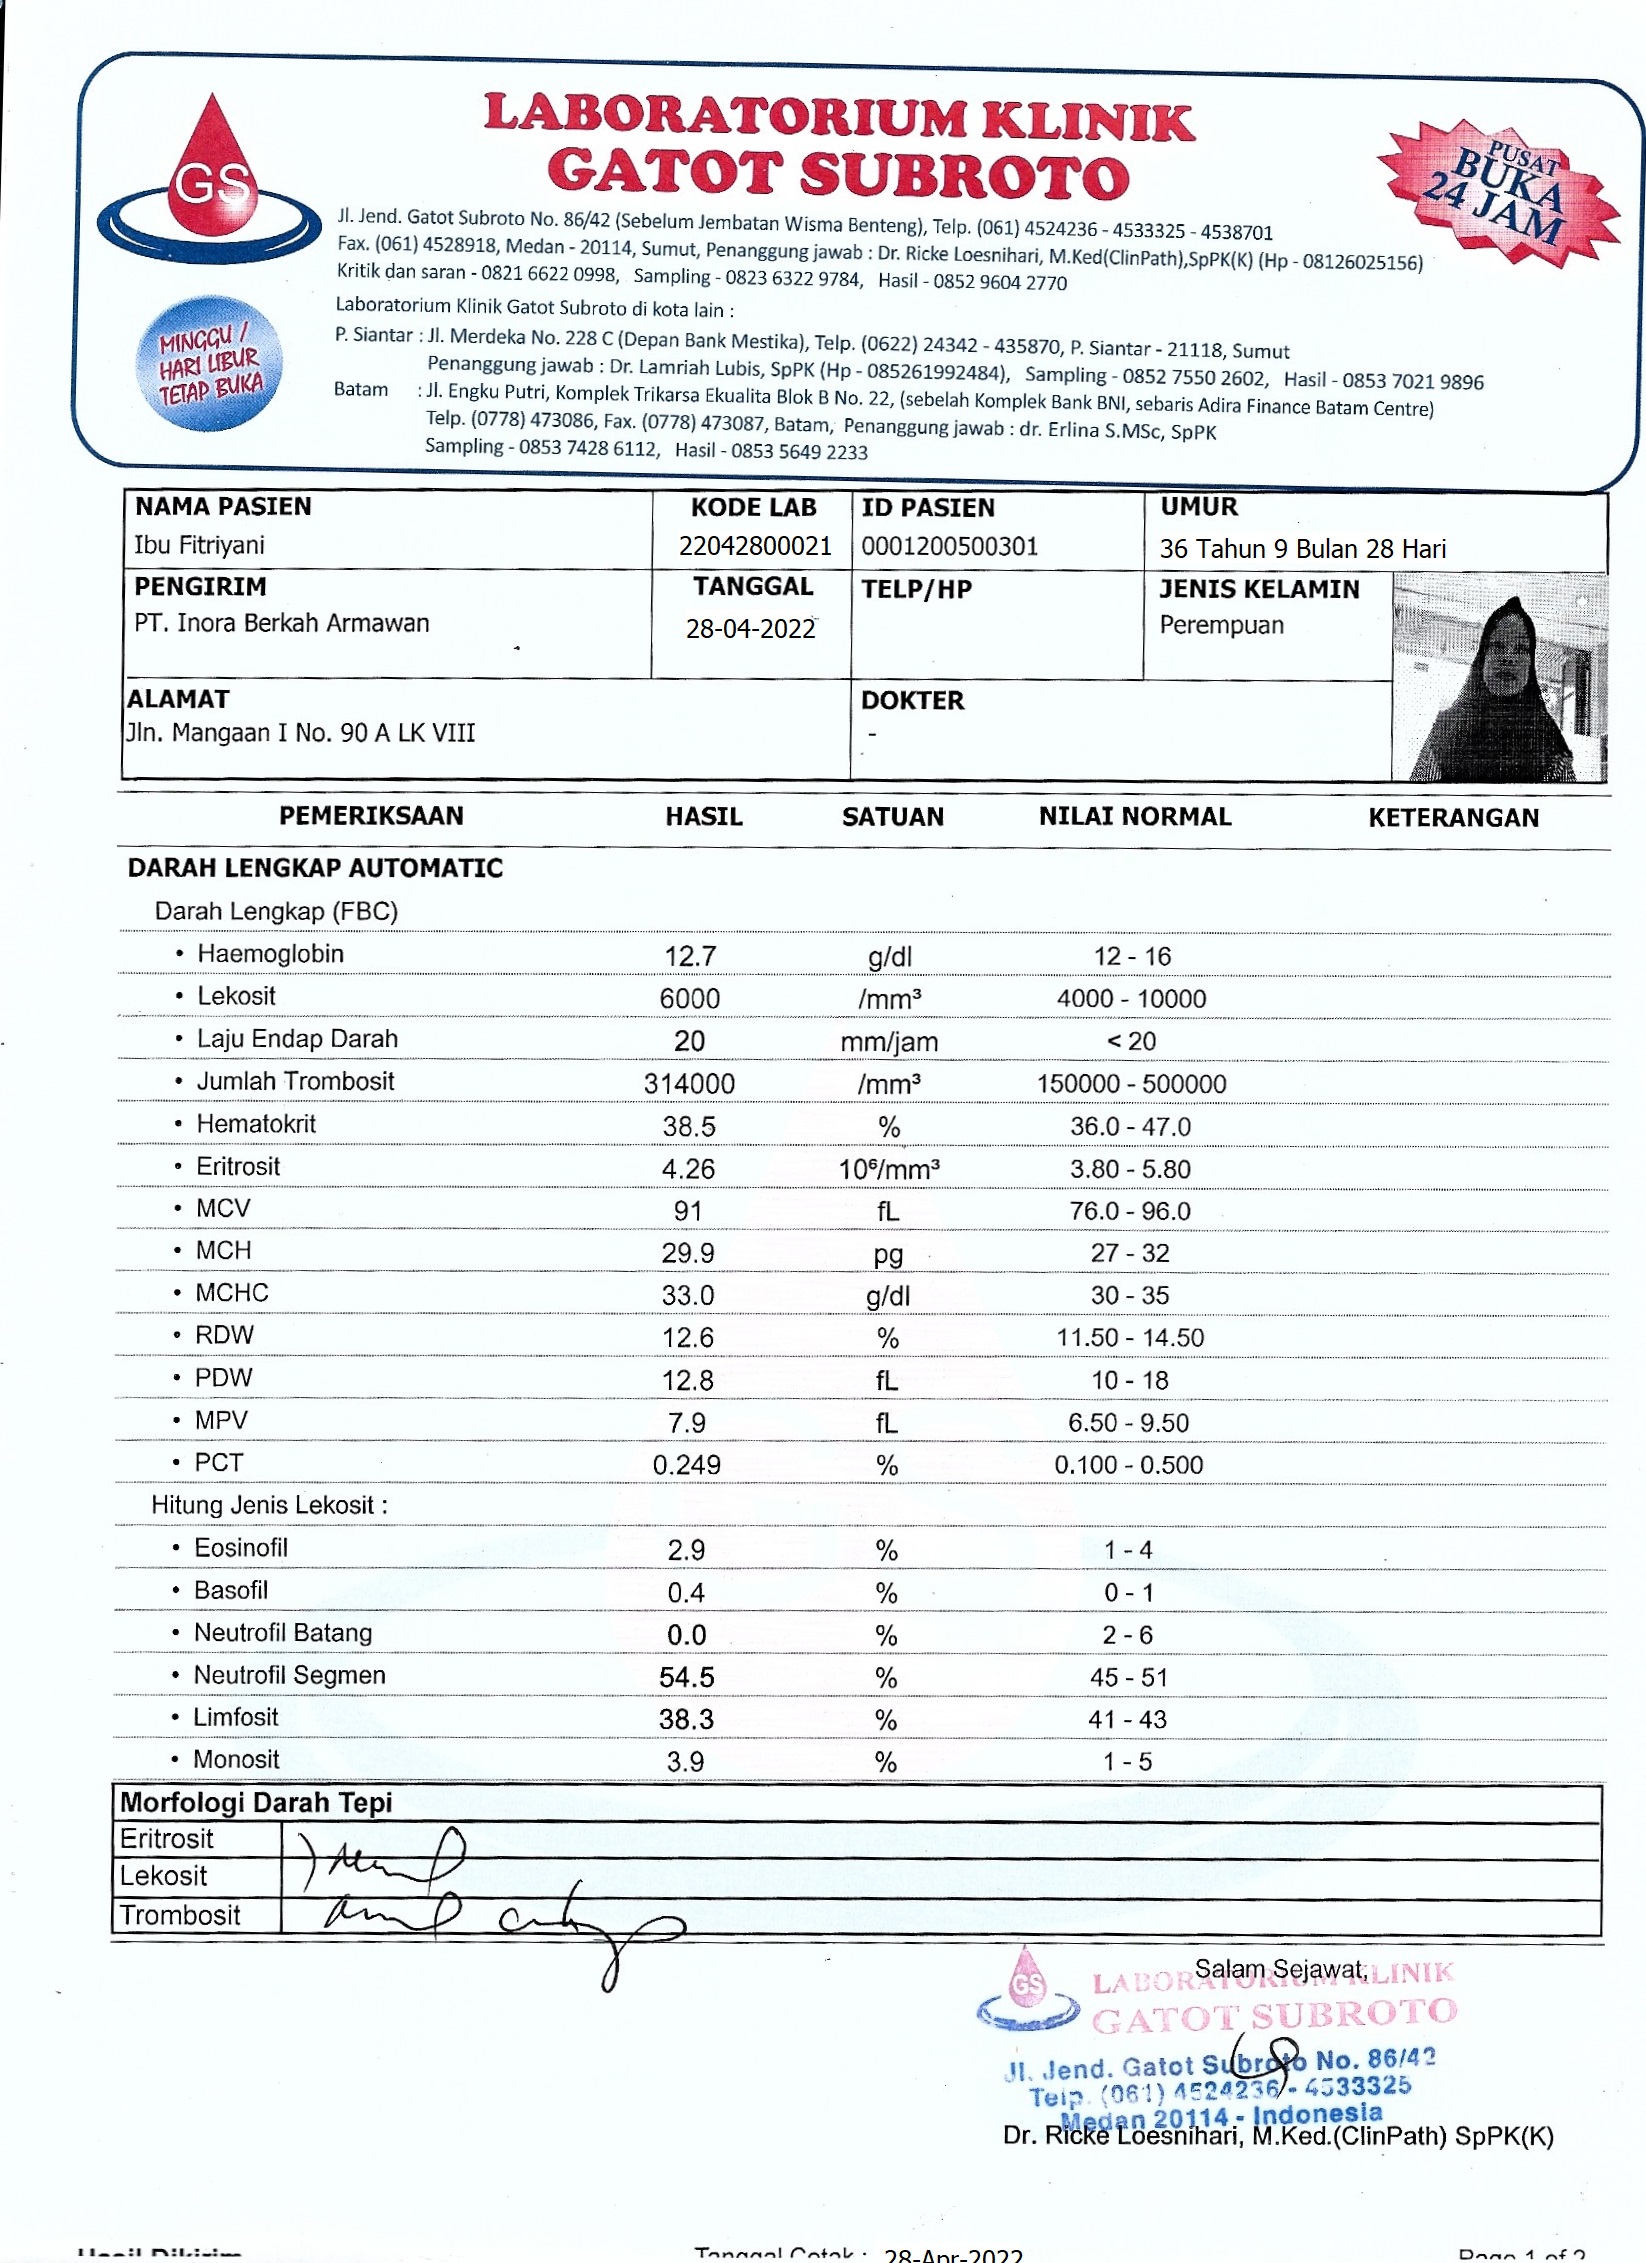 LABORATORIUM KLINIK
GATOT SUBROTO
GS
PUSAT
BUKA
24 JAM
Jl. Jend. Gatot Subroto No. 86/42 (Sebelum Jembatan Wisma Benteng), Telp. (061) 4524236 - 4533325 - 4538701
Fax. (061) 4528918, Medan - 20114, Sumut, Penanggung jawab : Dr. Ricke Loesnihari, M.Ked(ClinPath),SpPK(K) (Hp - 08126025156)
Kritik dan saran - 0821 6622 0998, Sampling - 0823 6322 9784, Hasil - 0852 9604 2770
Laboratorium Klinik Gatot Subroto di kota lain :
MINGGU /
HARI LIBUR
TETAP BUKA
P. Siantar : Jl. Merdeka No. 228 C (Depan Bank Mestika), Telp. (0622) 24342 - 435870, P. Siantar - 21118, Sumut
Penanggung jawab : Dr. Lamriah Lubis, SpPK (Hp - 085261992484), Sampling - 0852 7550 2602, Hasil - 0853 7021 9896
Batam : Jl. Engku Putri, Komplek Trikarsa Ekualita Blok B No. 22, (sebelah Komplek Bank BNI, sebaris Adira Finance Batam Centre)
Telp. (0778) 473086, Fax. (0778) 473087, Batam, Penanggung jawab : dr. Erlina S.MSc, SpPK
Sampling - 0853 7428 6112, Hasil - 0853 5649 2233
NAMA PASIEN KODE LAB ID PASIEN UMUR
Ibu Fitriyani 22042800021 0001200500301 36 Tahun 9 Bulan 28 Hari
PENGIRIM TANGGAL TELP/HP JENIS KELAMIN
PT. Inora Berkah Armawan 28-04-2022 Perempuan
ALAMAT DOKTER
Jln. Mangaan I No. 90 A LK VIII -
PEMERIKSAAN HASIL SATUAN NILAI NORMAL KETERANGAN
DARAH LENGKAP AUTOMATIC
Darah Lengkap (FBC)
• Haemoglobin 12.7 g/dl 12 - 16
• Lekosit 6000 /mm³ 4000 - 10000
• Laju Endap Darah 20 mm/jam < 20
• Jumlah Trombosit 314000 /mm³ 150000 - 500000
• Hematokrit 38.5 % 36.0 - 47.0
• Eritrosit 4.26 10⁶/mm³ 3.80 - 5.80
• MCV 91 fL 76.0 - 96.0
• MCH 29.9 pg 27 - 32
• MCHC 33.0 g/dl 30 - 35
• RDW 12.6 % 11.50 - 14.50
• PDW 12.8 fL 10 - 18
• MPV 7.9 fL 6.50 - 9.50
• PCT 0.249 % 0.100 - 0.500
Hitung Jenis Lekosit :
• Eosinofil 2.9 % 1 - 4
• Basofil 0.4 % 0 - 1
• Neutrofil Batang 0.0 % 2 - 6
• Neutrofil Segmen 54.5 % 45 - 51
• Limfosit 38.3 % 41 - 43
• Monosit 3.9 % 1 - 5
Morfologi Darah Tepi
Eritrosit
Lekosit
Trombosit
Salam Sejawat,
GS
LABORATORIUM KLINIK
GATOT SUBROTO
Jl. Jend. Gatot Subroto No. 86/42
Telp. (061) 4524236 - 4533325
Medan 20114 - Indonesia
Dr. Ricke Loesnihari, M.Ked.(ClinPath) SpPK(K)
Hasil Dikirim Tanggal Cetak : 28-Apr-2022 Page 1 of 2